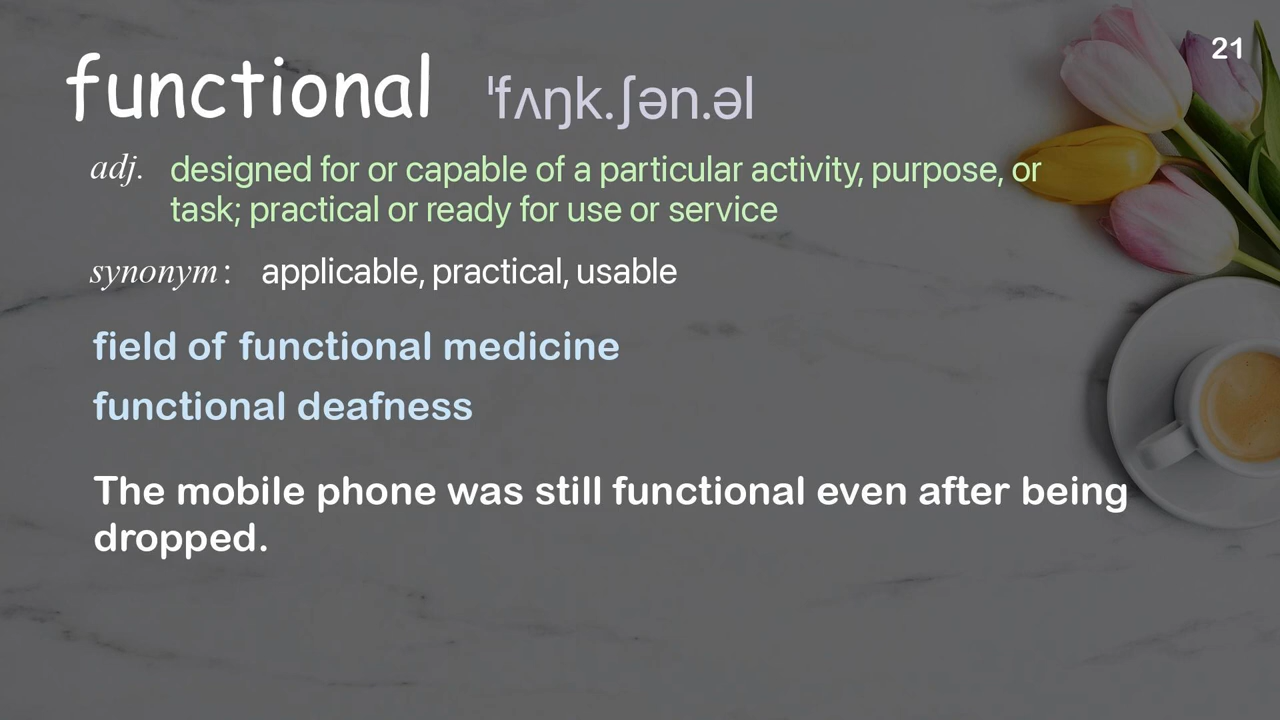 21
functional ˈfʌŋk.ʃən.əl
adj. designed for or capable of a particular activity, purpose, or
task; practical or ready for use or service
synonym: applicable, practical, usable
field of functional medicine
functional deafness
The mobile phone was still functional even after being
dropped.